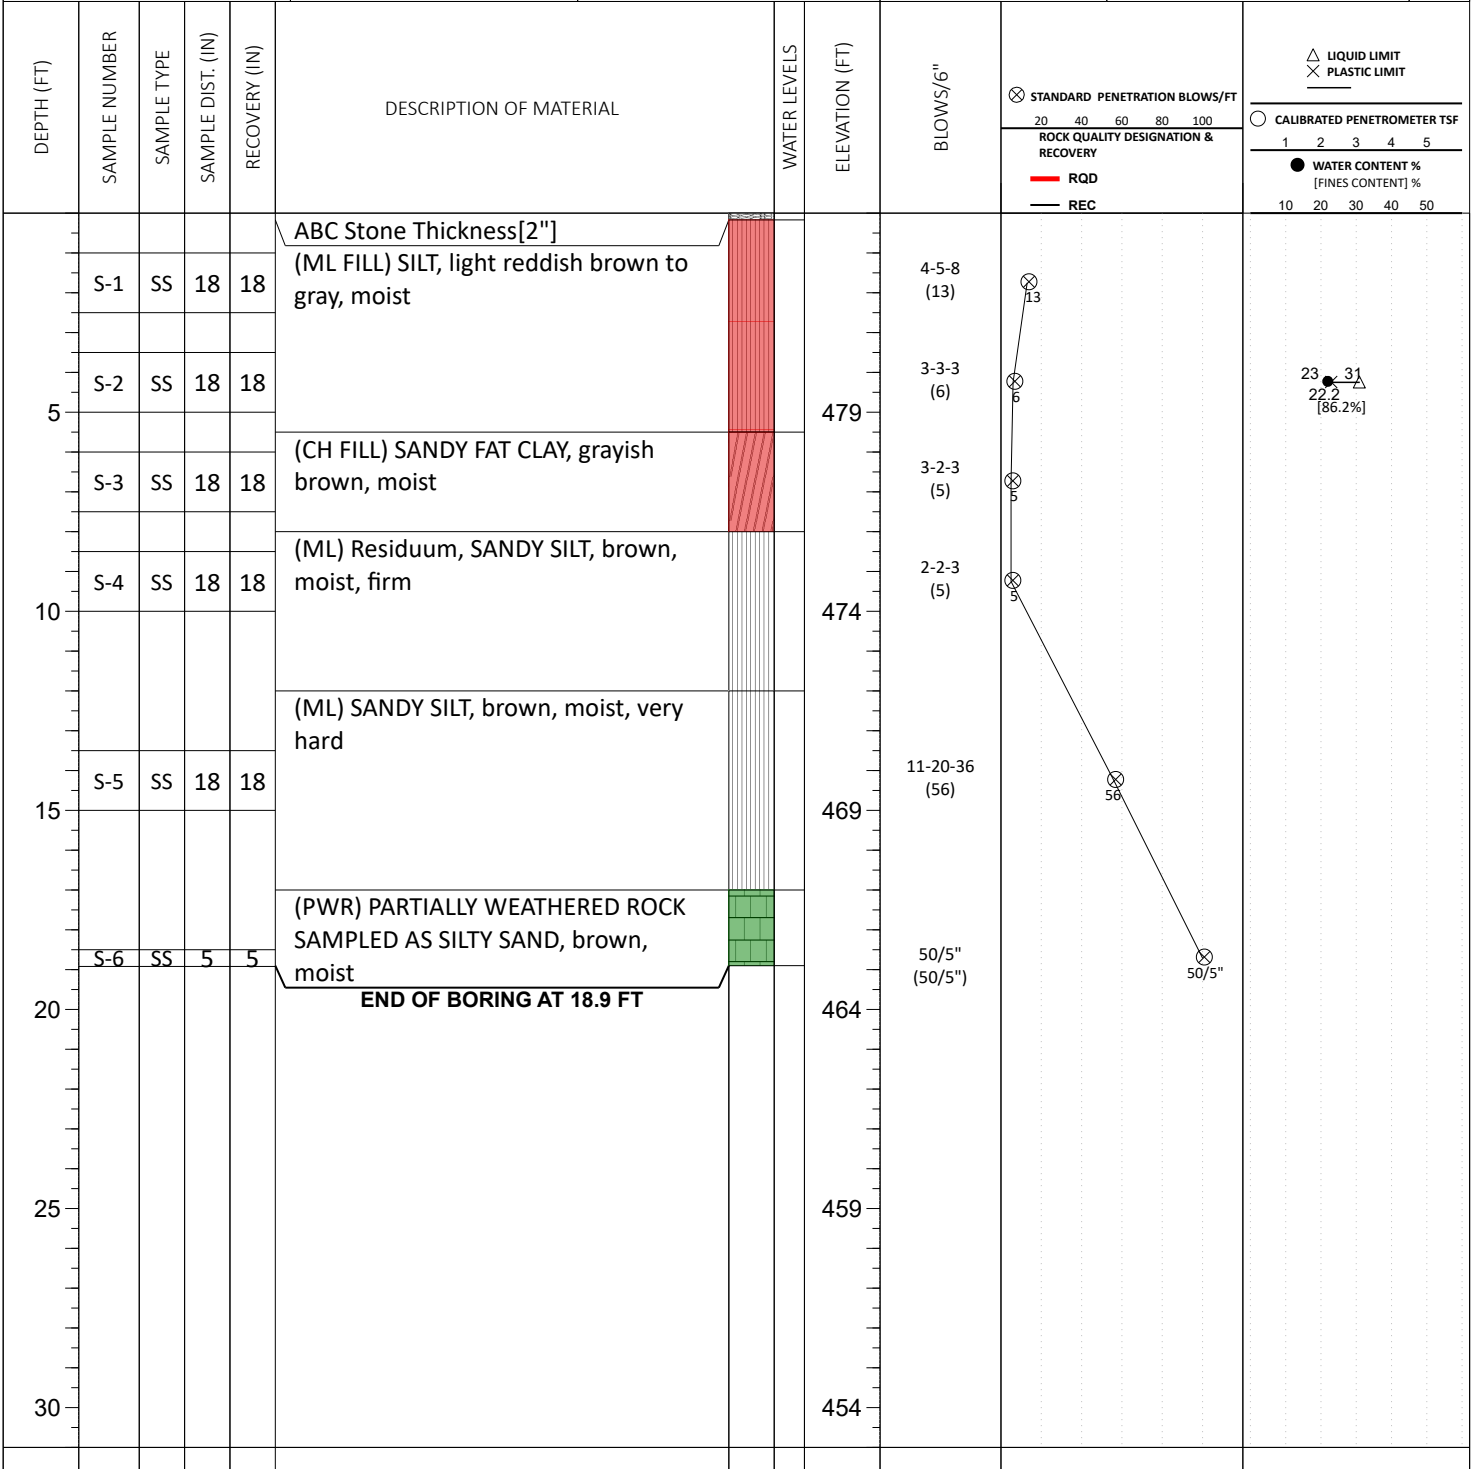 DEPTH (FT)
SAMPLE NUMBER
SAMPLE TYPE
SAMPLE DIST. (IN)
RECOVERY (IN)
DESCRIPTION OF MATERIAL
WATER LEVELS
ELEVATION (FT)
BLOWS/6"
STANDARD PENETRATION BLOWS/FT
20 40 60 80 100
ROCK QUALITY DESIGNATION &
RECOVERY
RQD
REC
LIQUID LIMIT
PLASTIC LIMIT
CALIBRATED PENETROMETER TSF
1 2 3 4 5
WATER CONTENT %
[FINES CONTENT] %
10 20 30 40 50
ABC Stone Thickness[2"]
(ML FILL) SILT, light reddish brown to
gray, moist
S-1 SS 18 18
4-5-8
(13)
13
S-2 SS 18 18
3-3-3
(6)
6
23 31
22.2
[86.2%]
5
479
(CH FILL) SANDY FAT CLAY, grayish
brown, moist
S-3 SS 18 18
3-2-3
(5)
5
(ML) Residuum, SANDY SILT, brown,
moist, firm
S-4 SS 18 18
2-2-3
(5)
5
10
474
(ML) SANDY SILT, brown, moist, very
hard
S-5 SS 18 18
11-20-36
(56)
56
15
469
(PWR) PARTIALLY WEATHERED ROCK
SAMPLED AS SILTY SAND, brown,
moist
S-6 SS 5 5
50/5"
(50/5")
50/5"
END OF BORING AT 18.9 FT
20
464
25
459
30
454